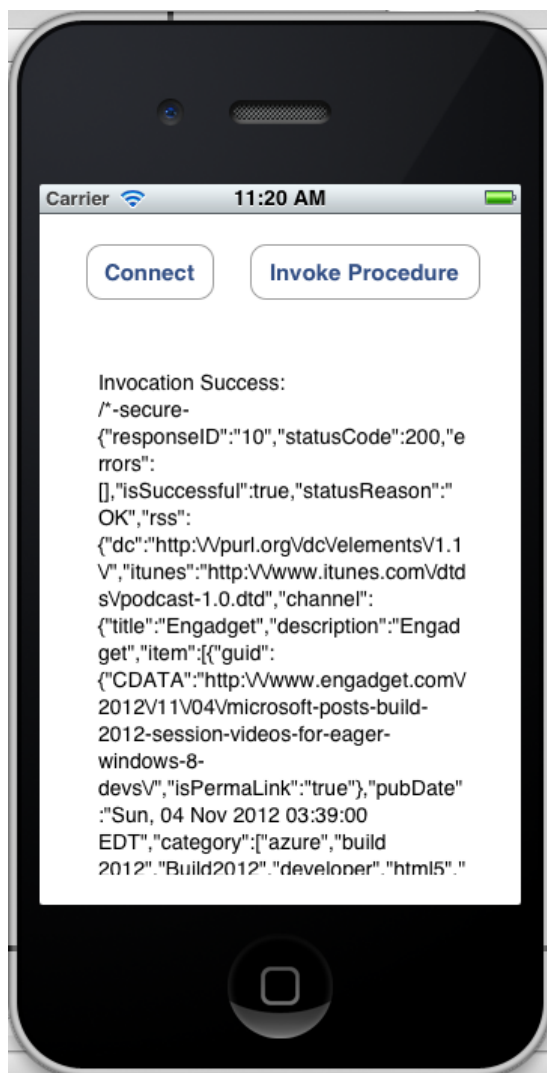 Carrier 11:20 AM
Connect Invoke Procedure
Invocation Success:
/*-secure-
{"responseID":"10","statusCode":200,"e
rrors":
[],"isSuccessful":true,"statusReason":"
OK","rss":
{"dc":"http:\/\/purl.org\/dc\/elements\/1.1
\/","itunes":"http:\/\/www.itunes.com\/dtd
s\/podcast-1.0.dtd","channel":
{"title":"Engadget","description":"Engad
get","item":[{"guid":
{"CDATA":"http:\/\/www.engadget.com\/
2012\/11\/04\/microsoft-posts-build-
2012-session-videos-for-eager-
windows-8-
devs\/","isPermaLink":"true"},"pubDate"
:"Sun, 04 Nov 2012 03:39:00
EDT","category":["azure","build
2012","Build2012","developer","html5","